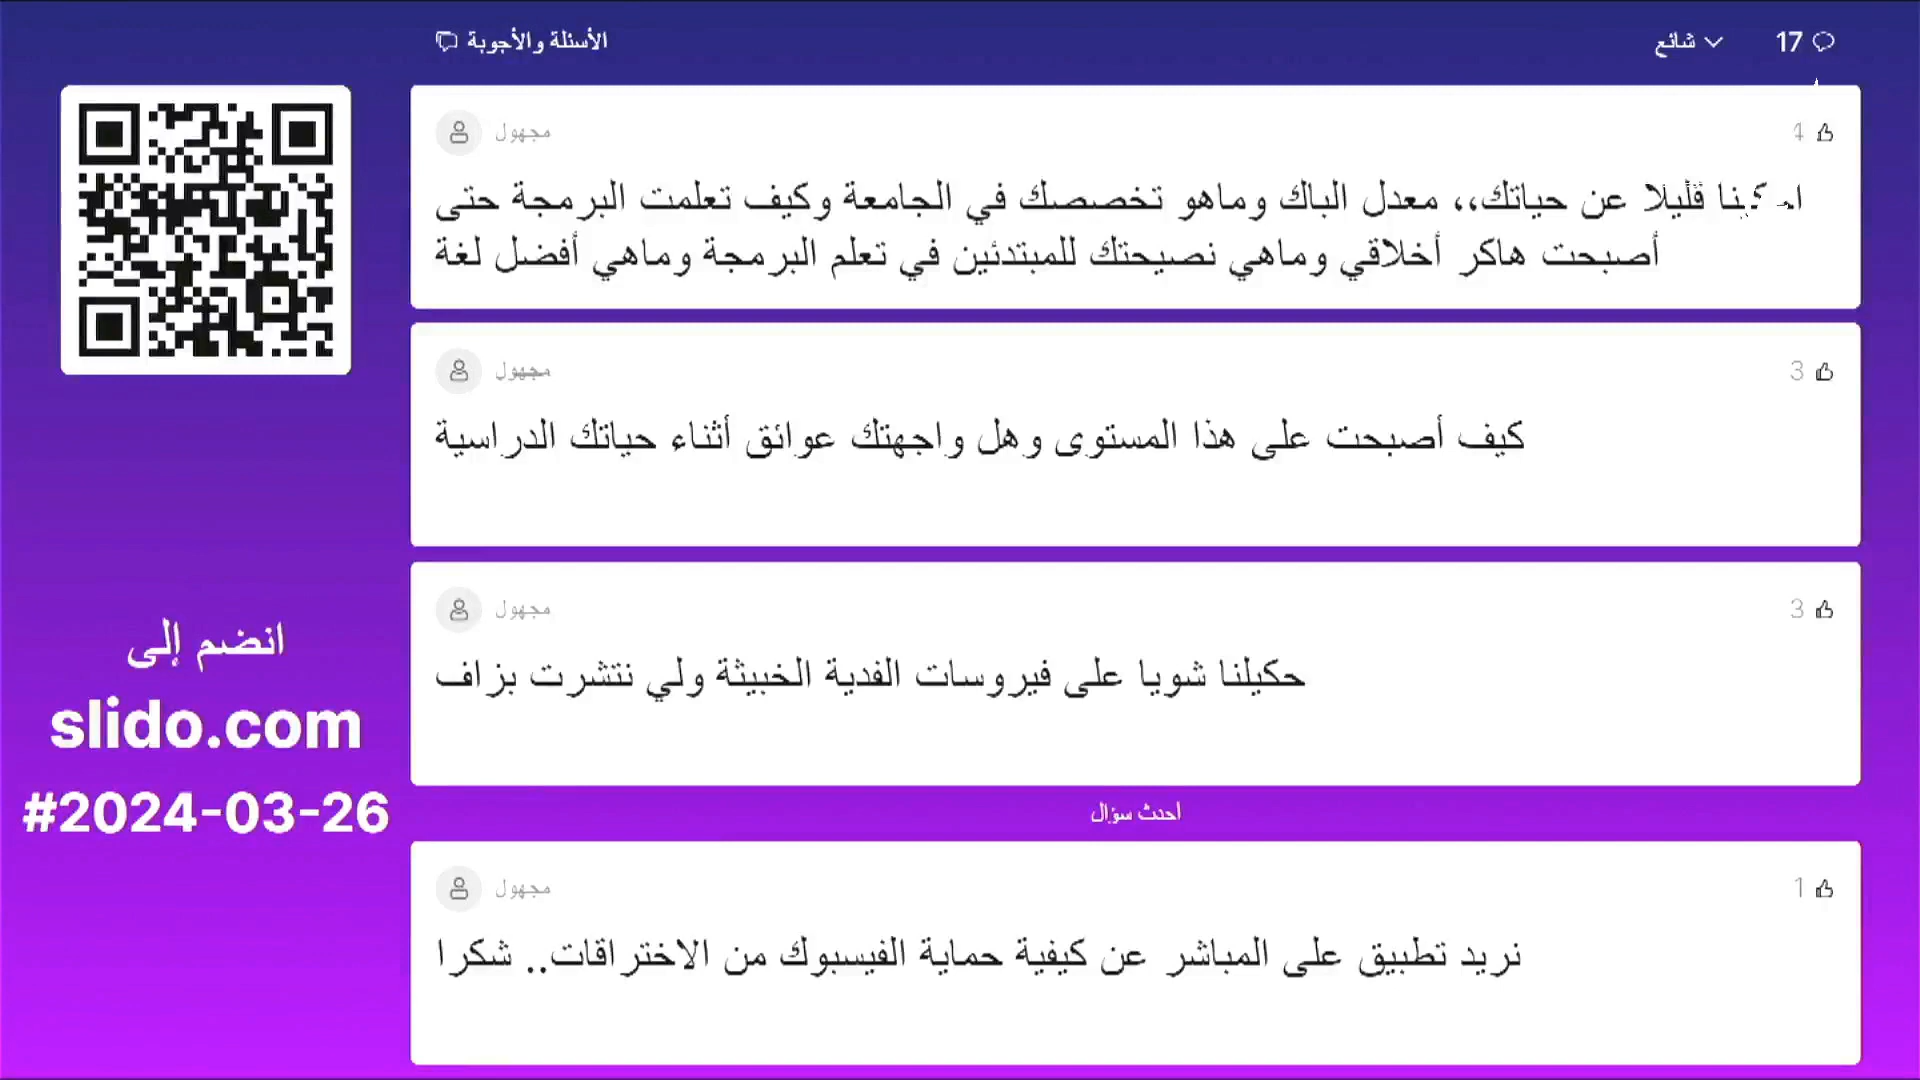 الأسئلة والأجوبة
شائع
17
مجهول
4
احكينا قليلا عن حياتك،، معدل الباك وماهو تخصصك في الجامعة وكيف تعلمت البرمجة حتى
أصبحت هاكر أخلاقي وماهي نصيحتك للمبتدئين في تعلم البرمجة وماهي أفضل لغة
مجهول
3
كيف أصبحت على هذا المستوى وهل واجهتك عوائق أثناء حياتك الدراسية
مجهول
3
حكيلنا شويا على فيروسات الفدية الخبيثة ولي نتشرت بزاف
احدث سؤال
مجهول
1
نريد تطبيق على المباشر عن كيفية حماية الفيسبوك من الاختراقات.. شكرا
انضم إلى
slido.com
#2024-03-26